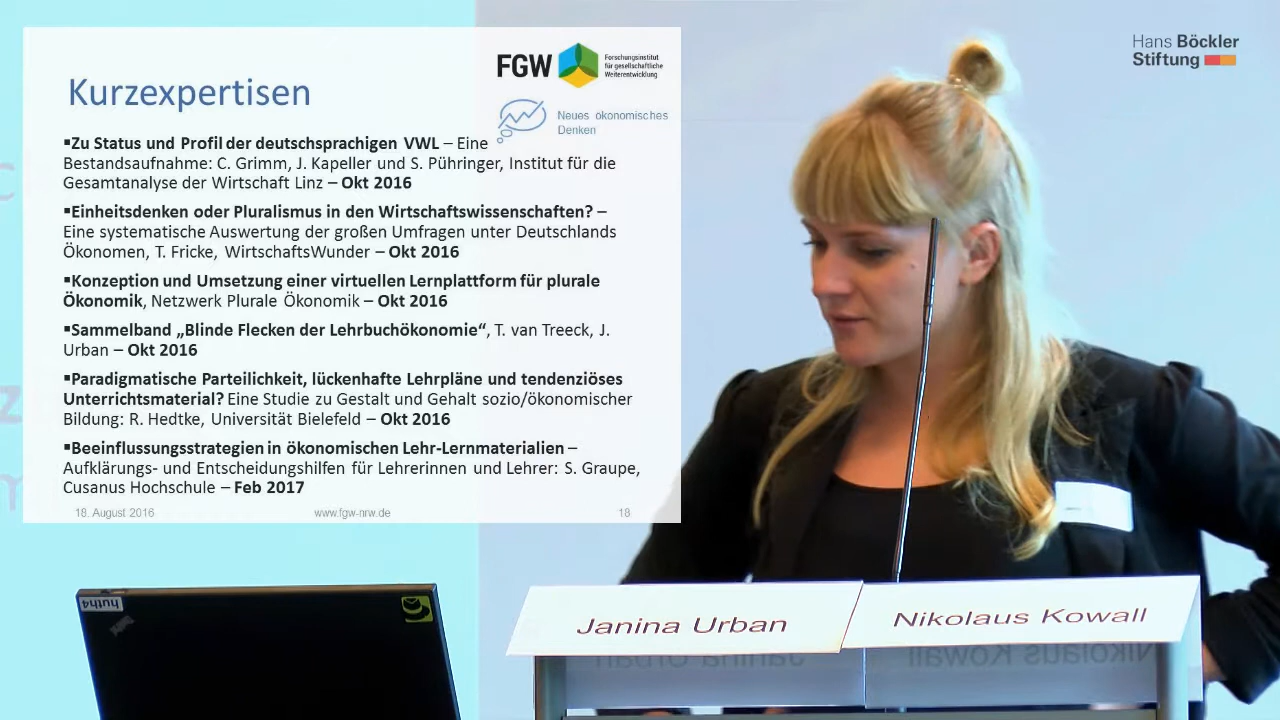 Hans Böckler
Stiftung
FGW Forschungsinstitut
für gesellschaftliche
Weiterentwicklung
Kurzexpertisen
Neues ökonomisches
Denken
▪Zu Status und Profil der deutschsprachigen VWL – Eine
Bestandsaufnahme: C. Grimm, J. Kapeller und S. Pühringer, Institut für die
Gesamtanalyse der Wirtschaft Linz – Okt 2016
▪Einheitsdenken oder Pluralismus in den Wirtschaftswissenschaften? –
Eine systematische Auswertung der großen Umfragen unter Deutschlands
Ökonomen, T. Fricke, WirtschaftsWunder – Okt 2016
▪Konzeption und Umsetzung einer virtuellen Lernplattform für plurale
Ökonomik, Netzwerk Plurale Ökonomik – Okt 2016
▪Sammelband „Blinde Flecken der Lehrbuchökonomie“, T. van Treeck, J.
Urban – Okt 2016
▪Paradigmatische Parteilichkeit, lückenhafte Lehrpläne und tendenziöses
Unterrichtsmaterial? Eine Studie zu Gestalt und Gehalt sozio/ökonomischer
Bildung: R. Hedtke, Universität Bielefeld – Okt 2016
▪Beeinflussungsstrategien in ökonomischen Lehr-Lernmaterialien –
Aufklärungs- und Entscheidungshilfen für Lehrerinnen und Lehrer: S. Graupe,
Cusanus Hochschule – Feb 2017
18. August 2016 www.fgw-nrw.de 18
Janina Urban
Nikolaus Kowall